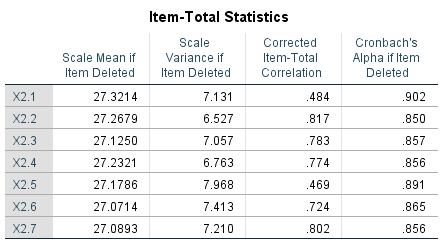 Item-Total Statistics
Scale Mean if Item Deleted Scale Variance if Item Deleted Corrected Item-Total Correlation Cronbach's Alpha if Item Deleted
X2.1 27.3214 7.131 .484 .902
X2.2 27.2679 6.527 .817 .850
X2.3 27.1250 7.057 .783 .857
X2.4 27.2321 6.763 .774 .856
X2.5 27.1786 7.968 .469 .891
X2.6 27.0714 7.413 .724 .865
X2.7 27.0893 7.210 .802 .856